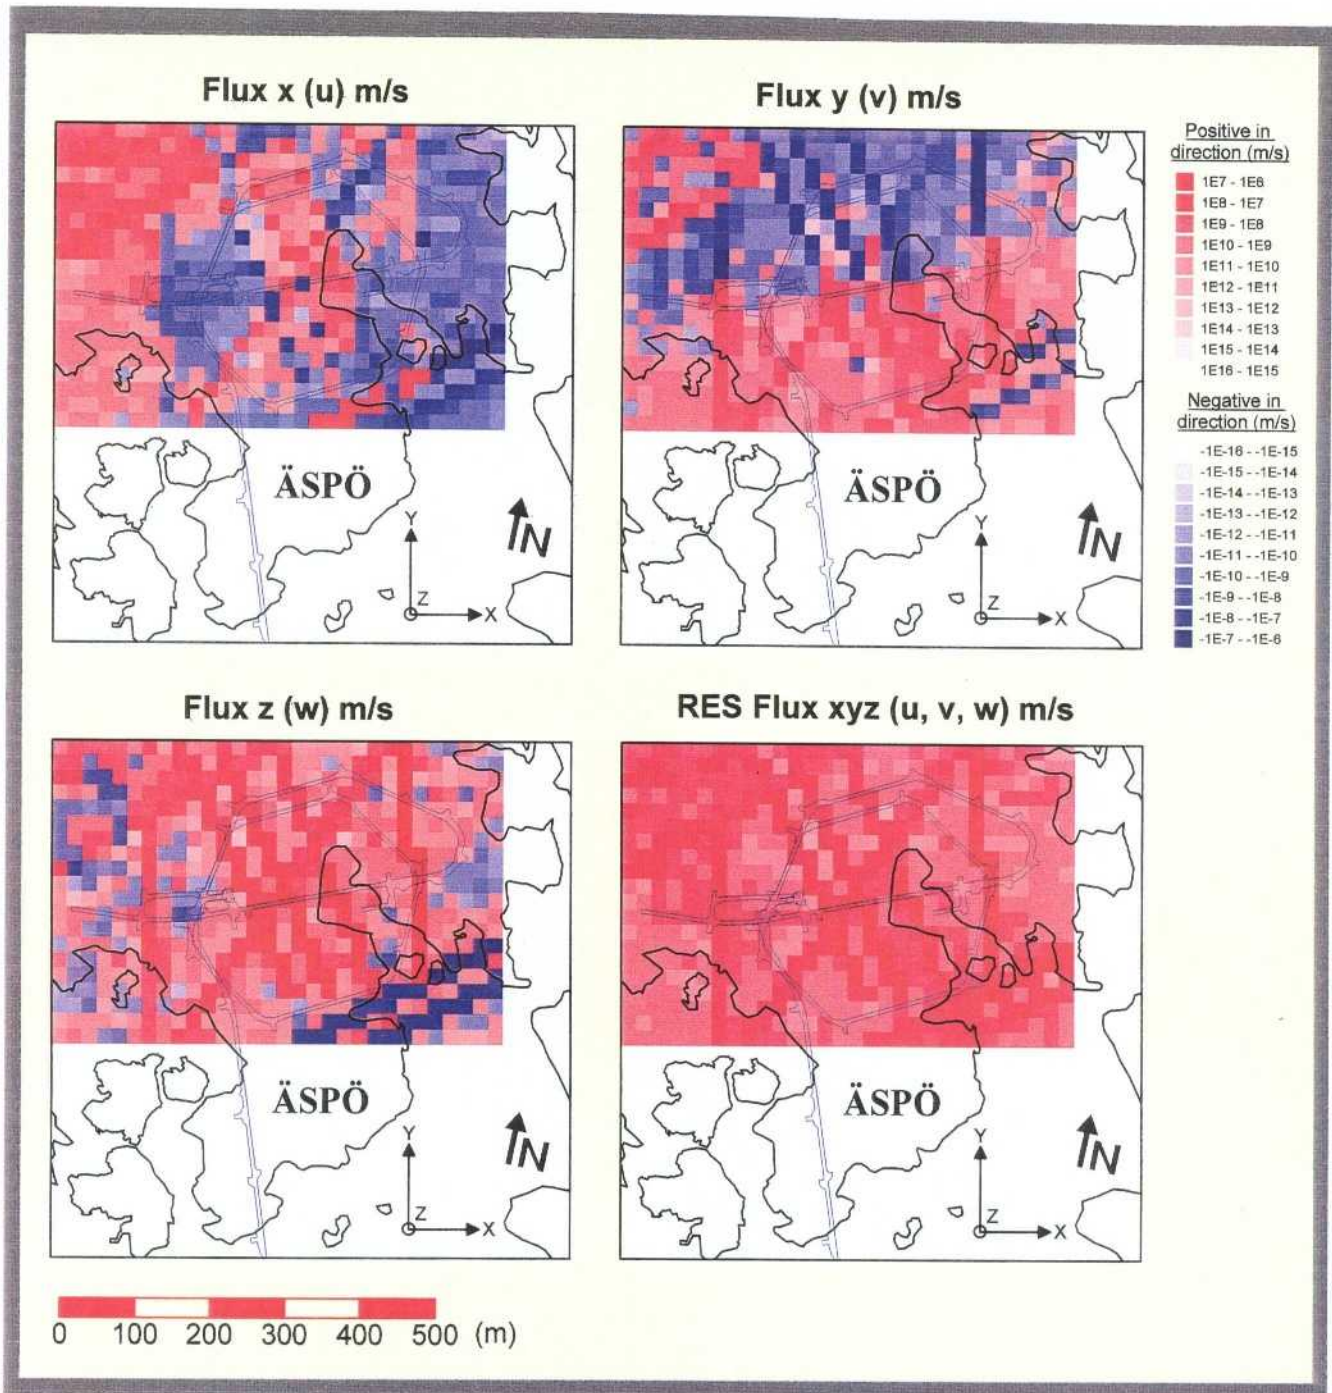 Flux x (u) m/s
Flux y (v) m/s
Positive in
direction (m/s)
1E7 - 1E6
1E8 - 1E7
1E9 - 1E8
1E10 - 1E9
1E11 - 1E10
1E12 - 1E11
1E13 - 1E12
1E14 - 1E13
1E15 - 1E14
1E16 - 1E15
Negative in
direction (m/s)
-1E-16 - -1E-15
-1E-15 - -1E-14
-1E-14 - -1E-13
-1E-13 - -1E-12
-1E-12 - -1E-11
-1E-11 - -1E-10
-1E-10 - -1E-9
-1E-9 - -1E-8
-1E-8 - -1E-7
-1E-7 - -1E-6
ÄSPÖ
Y
N
Z
X
ÄSPÖ
Y
N
Z
X
Flux z (w) m/s
RES Flux xyz (u, v, w) m/s
ÄSPÖ
Y
N
Z
X
ÄSPÖ
Y
N
Z
X
0 100 200 300 400 500 (m)